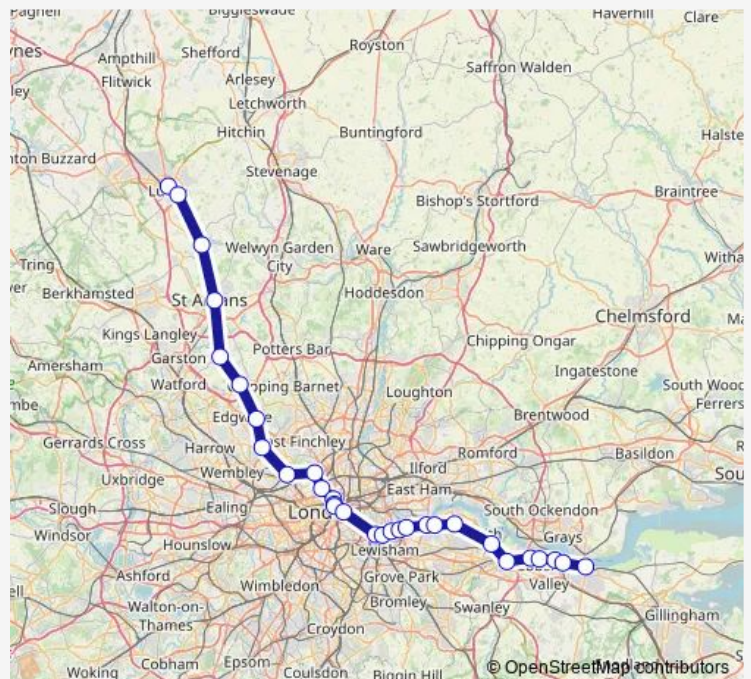 Biggleswade
Haverhill
Clare
Royston
Ampthill
Shefford
Saffron Walden
Flitwick
Arlesey
Letchworth
Hitchin
Buntingford
Halste
nton Buzzard
Stevenage
Braintree
Bishop's Stortford
Welwyn Garden
City
Ware
Sawbridgeworth
Witha
Tring
Berkhamsted
Hoddesdon
Chelmsford
Kings Langley
Potters Bar
Chipping Ongar
Garston
Amersham
Ingatestone
Watford
pping Barnet
Loughton
South Wood
Ferrers
Brentwood
Gerrards Cross
Harrow
st Finchley
Romford
Basildon
Wembley
Ilford
Uxbridge
East Ham
Slough
Ealing
South Ockendon
Windsor
Hounslow
Lewisham
Grays
Ashford
Grove Park
Valley
Wimbledon
Bromley
Swanley
Walton-on-
Thames
Croydon
Gillingham
Woking
Cobham
Epsom
Coulsdon
Biggin Hill
© OpenStreetMap contributors